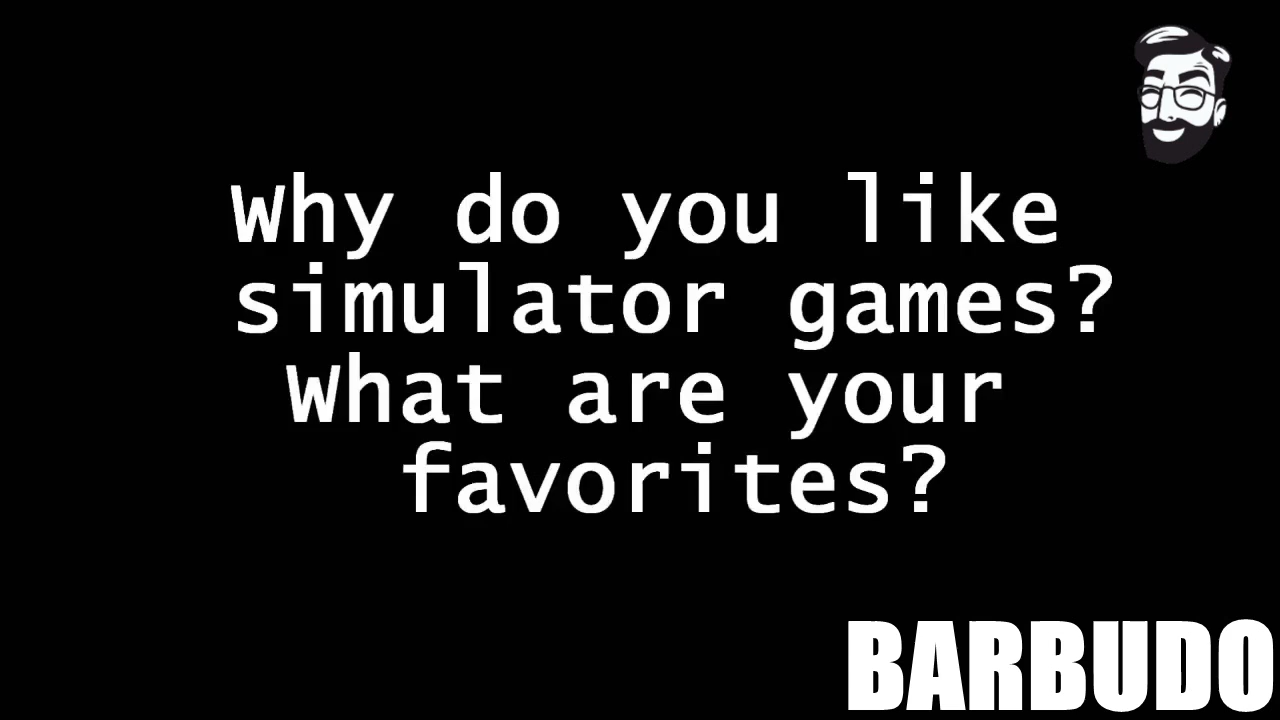 Why do you like
simulator games?
What are your
favorites?
BARBUDO